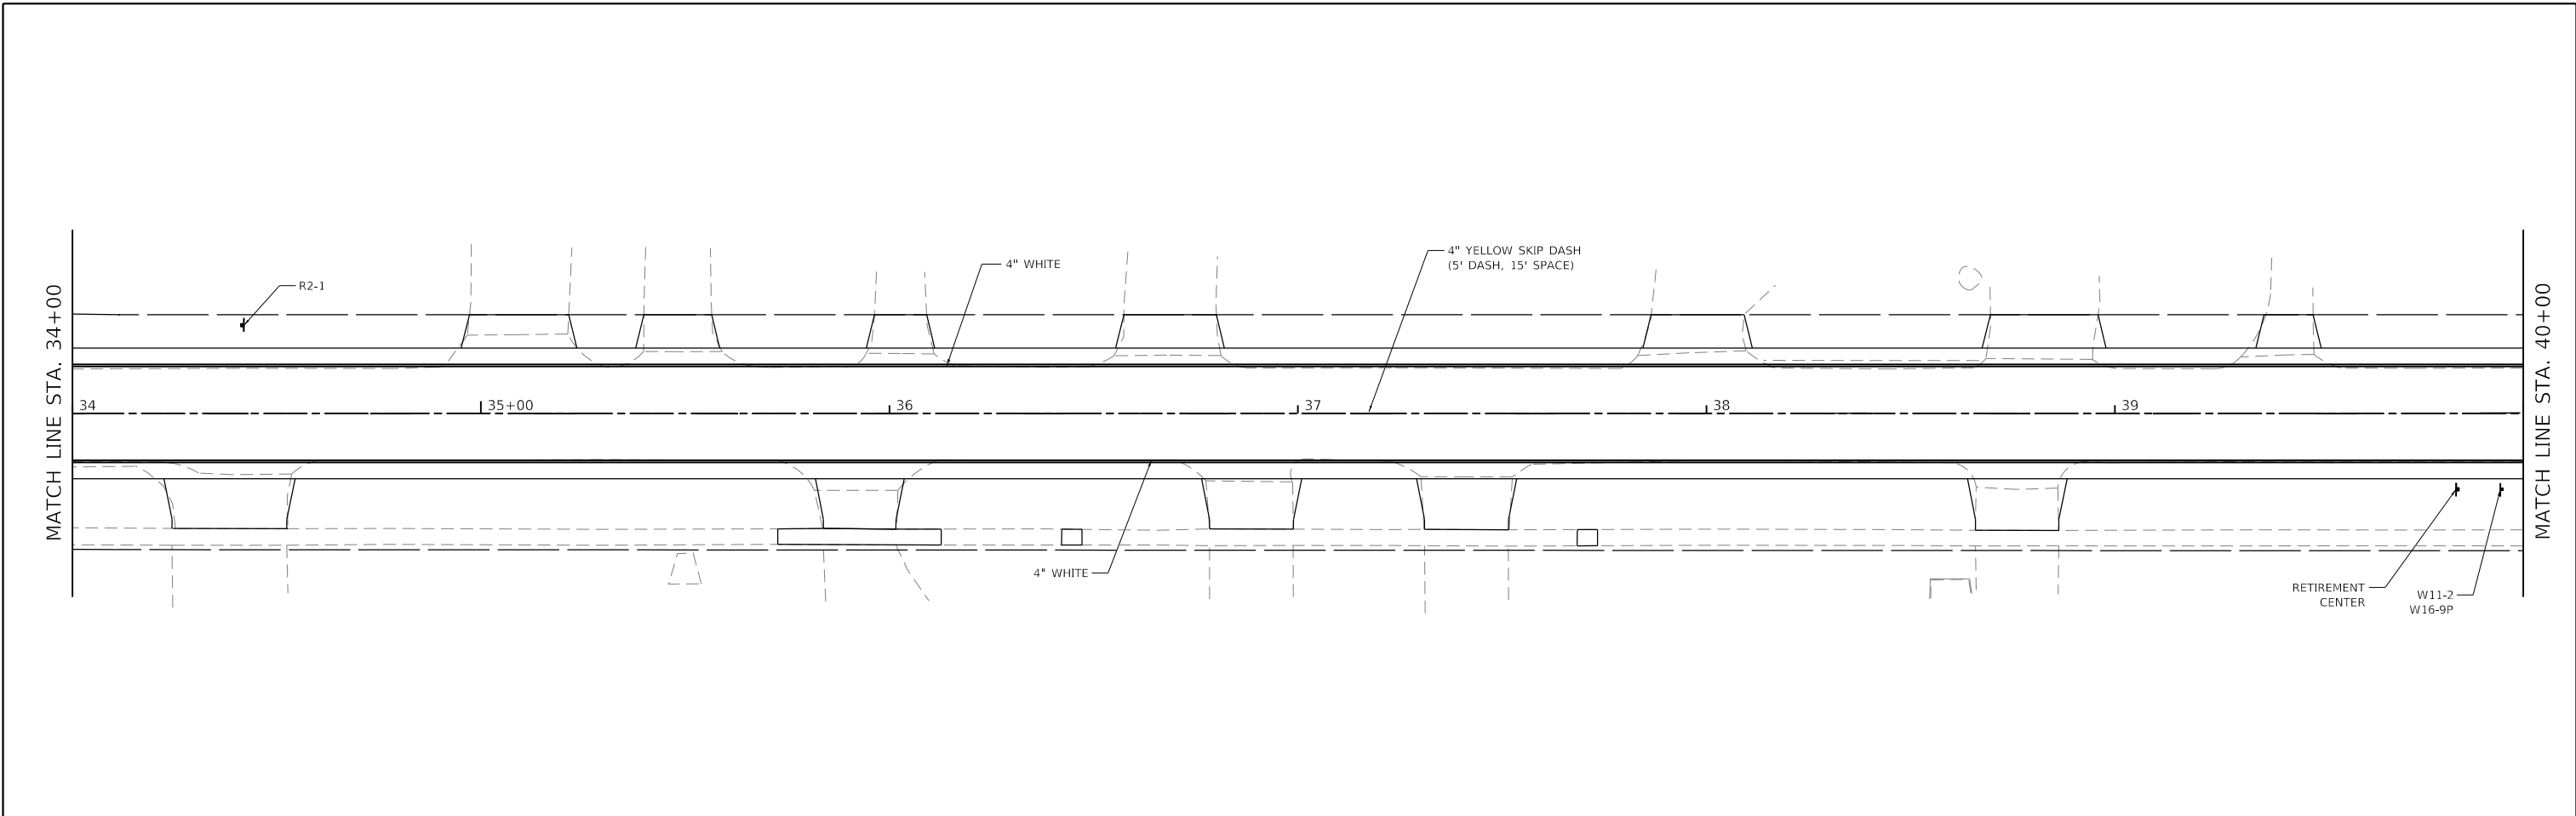 MATCH LINE STA. 34+00
R2-1
4" WHITE
4" YELLOW SKIP DASH
(5' DASH, 15' SPACE)
34
35+00
36
37
38
39
4" WHITE
RETIREMENT
CENTER
W11-2
W16-9P
MATCH LINE STA. 40+00